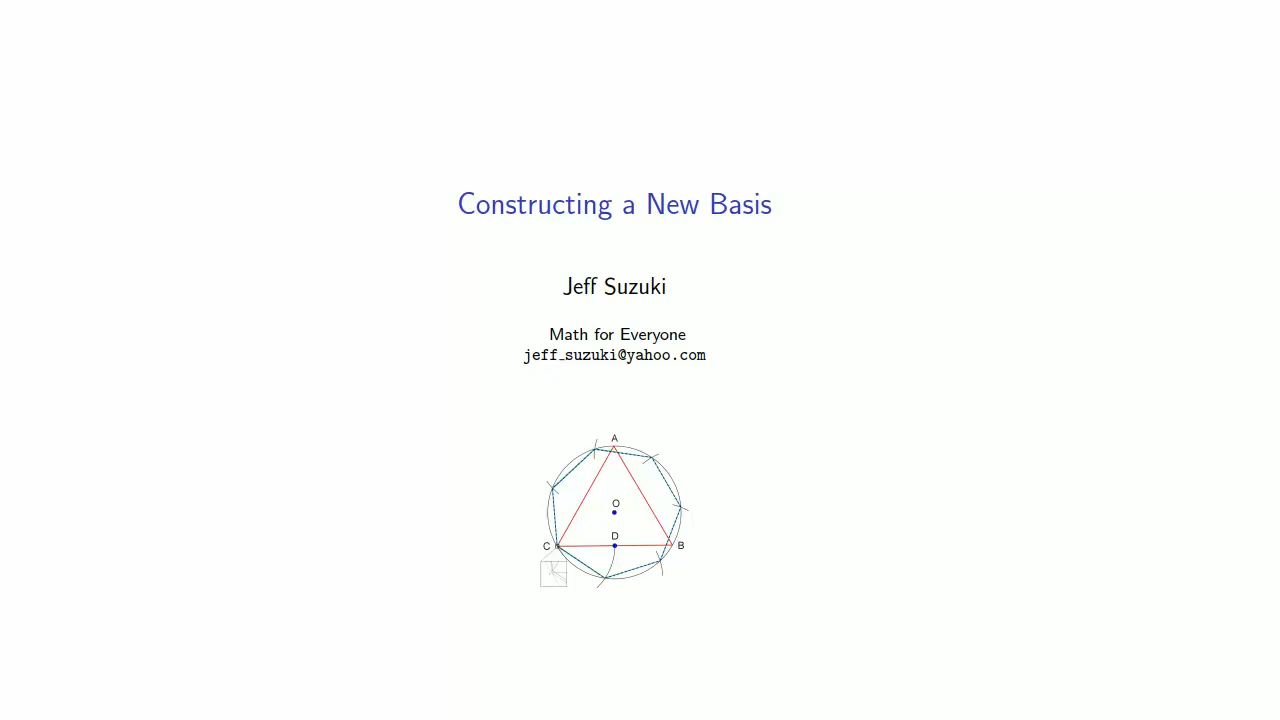 Constructing a New Basis
Jeff Suzuki
Math for Everyone
jeff_suzuki@yahoo.com
A
O
D
C
B